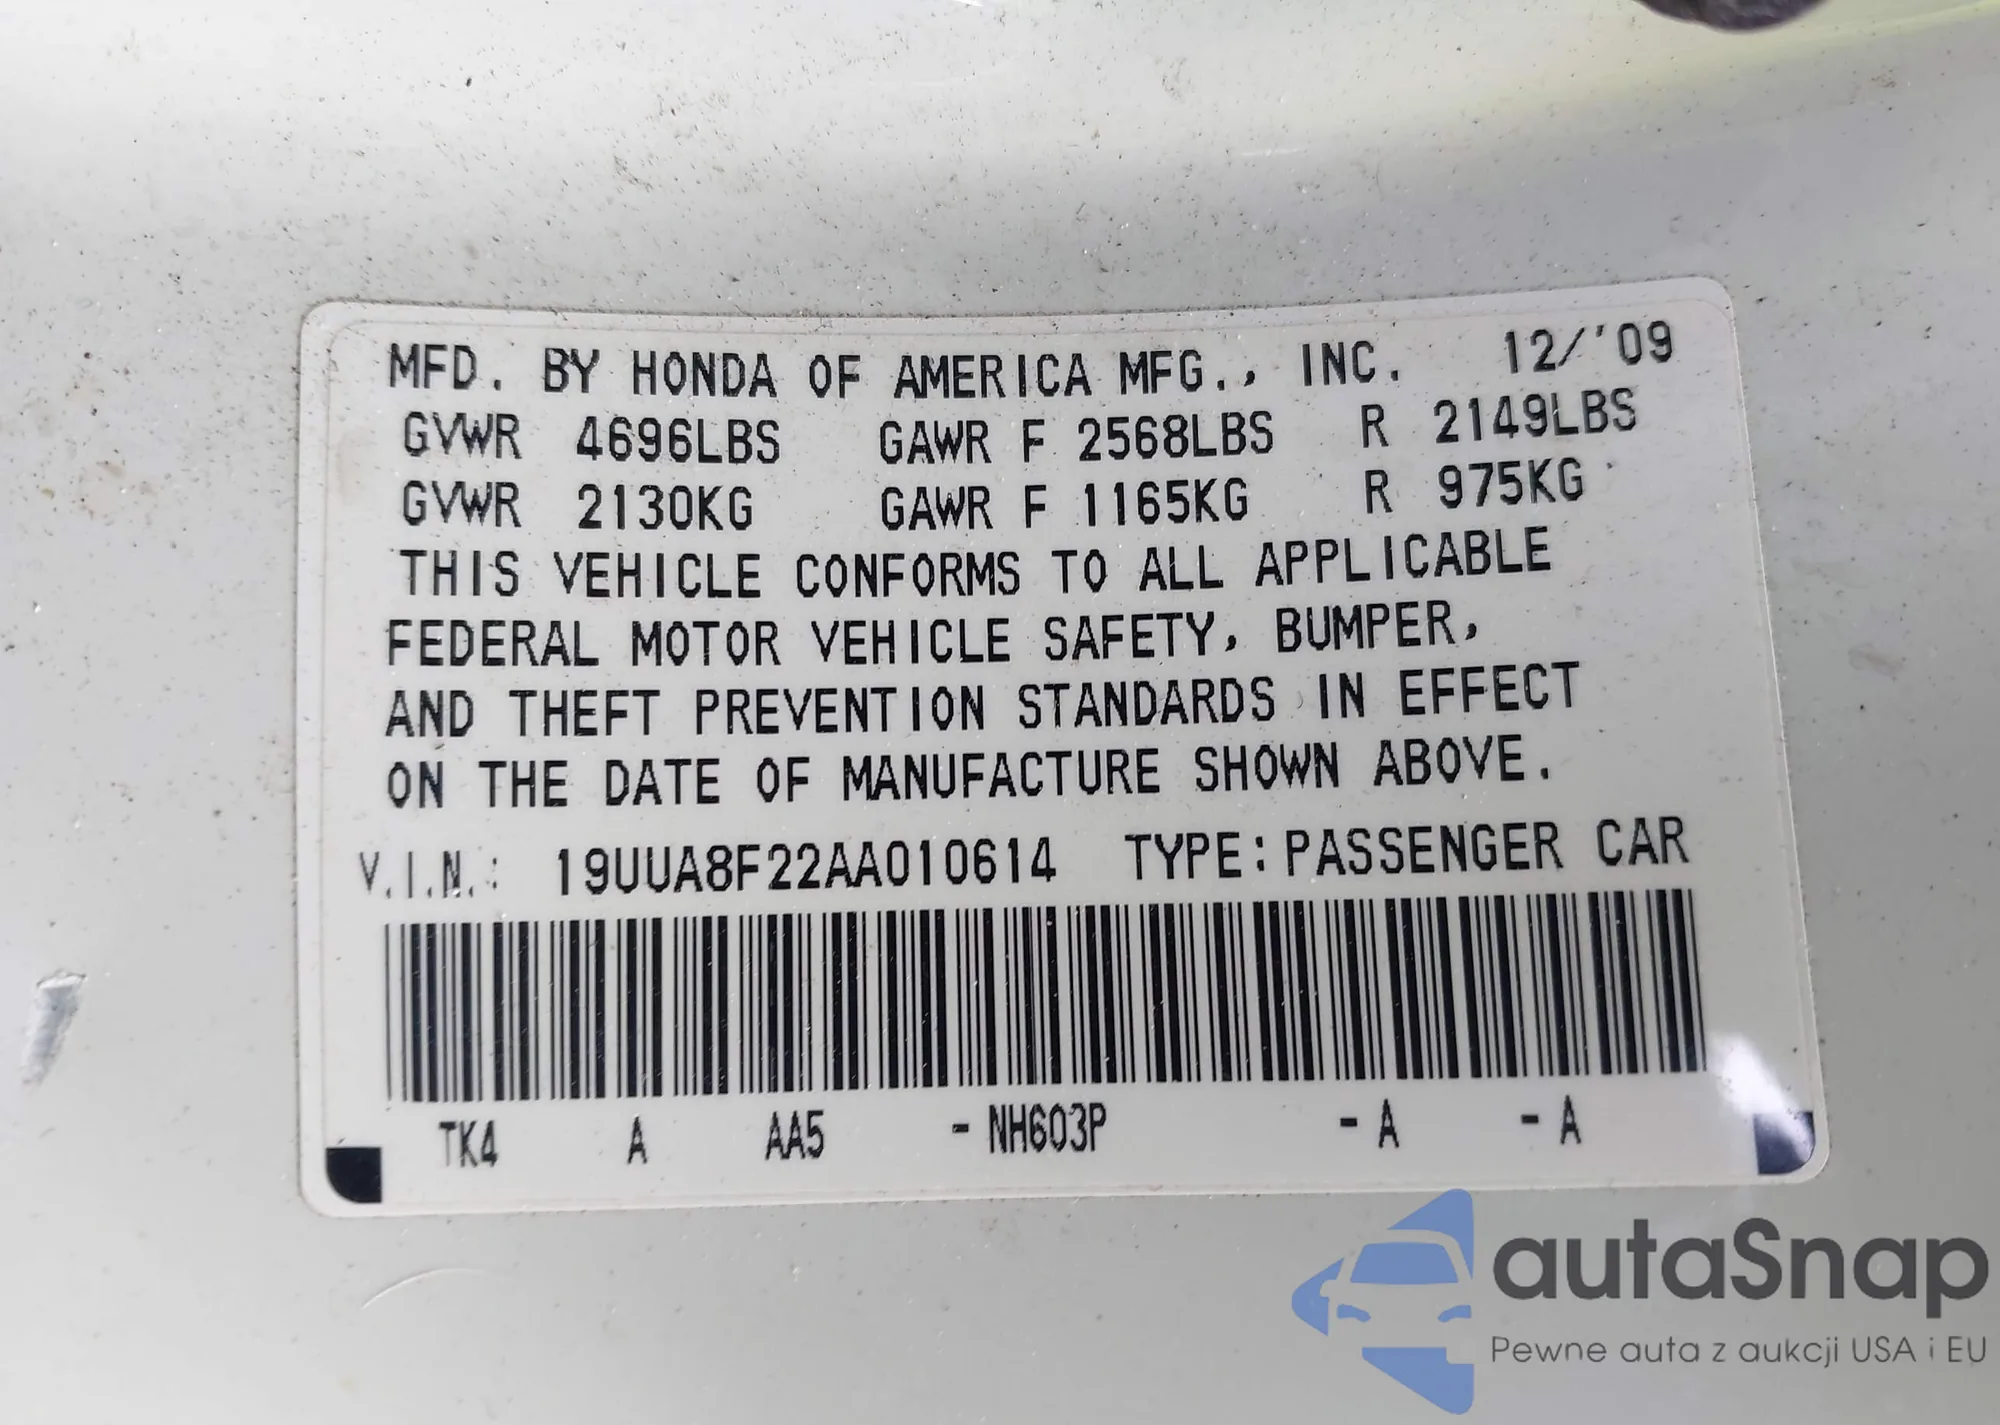 MFD. BY HONDA OF AMERICA MFG., INC. 12/'09
GVWR 4696LBS GAWR F 2568LBS R 2149LBS
GVWR 2130KG GAWR F 1165KG R 975KG
THIS VEHICLE CONFORMS TO ALL APPLICABLE
FEDERAL MOTOR VEHICLE SAFETY, BUMPER,
AND THEFT PREVENTION STANDARDS IN EFFECT
ON THE DATE OF MANUFACTURE SHOWN ABOVE.
V.I.N.: 19UUA8F22AA010614 TYPE:PASSENGER CAR
TK4 A AA5 -NH603P -A -A
autaSnap
Pewne auta z aukcji USA i EU